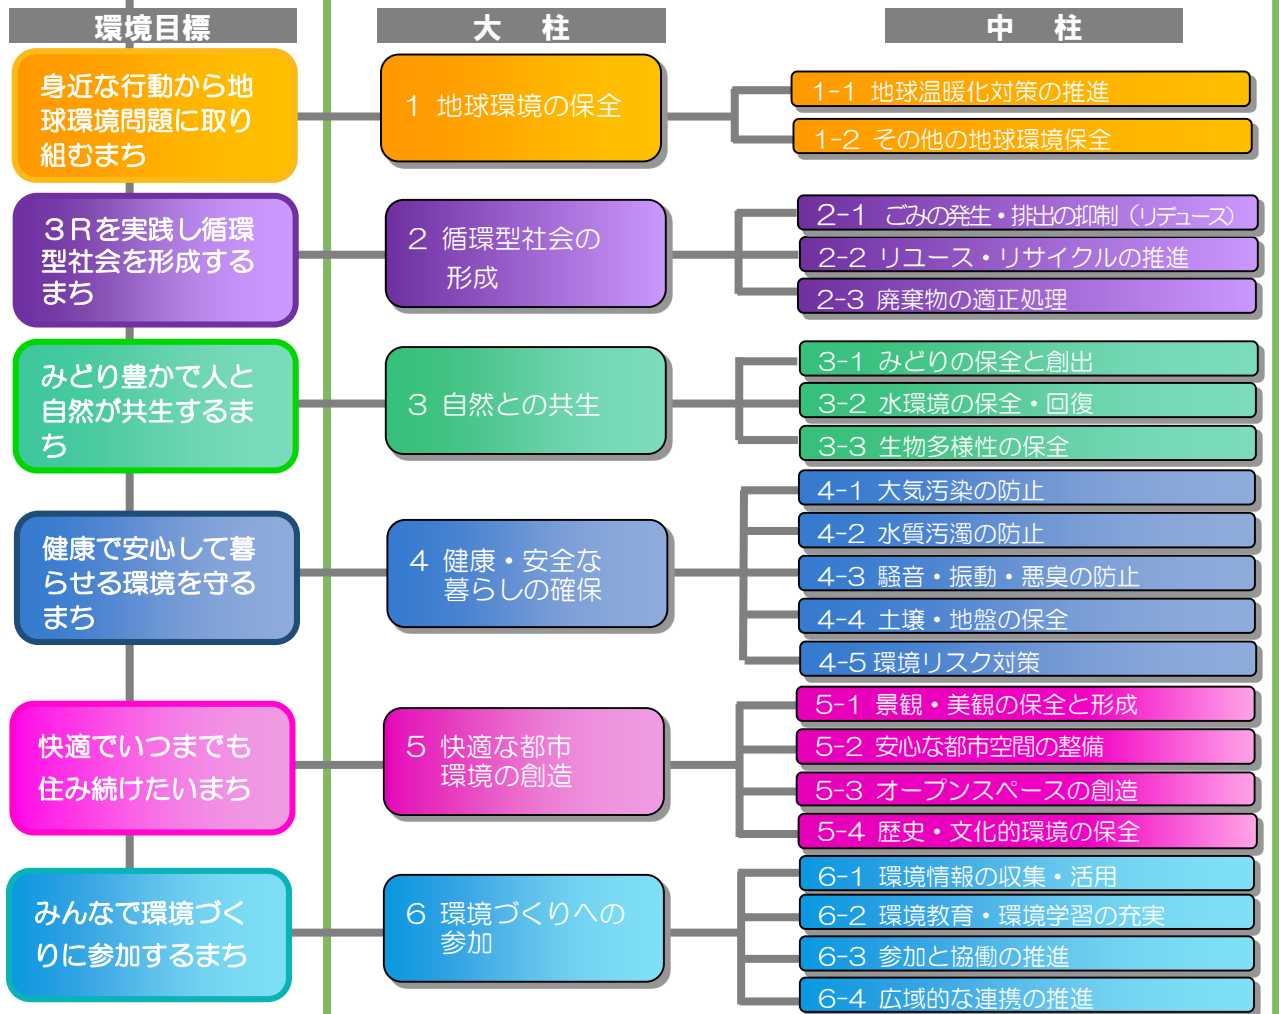 環境目標
大　柱
中　柱
身近な行動から地
球環境問題に取り
組むまち
1 地球環境の保全
1-1 地球温暖化対策の推進
1-2 その他の地球環境保全
３Ｒを実践し循環
型社会を形成する
まち
2 循環型社会の
形成
2-1 ごみの発生・排出の抑制（リデュース）
2-2 リユース・リサイクルの推進
2-3 廃棄物の適正処理
みどり豊かで人と
自然が共生するま
ち
3 自然との共生
3-1 みどりの保全と創出
3-2 水環境の保全・回復
3-3 生物多様性の保全
健康で安心して暮
らせる環境を守る
まち
4 健康・安全な
暮らしの確保
4-1 大気汚染の防止
4-2 水質汚濁の防止
4-3 騒音・振動・悪臭の防止
4-4 土壌・地盤の保全
4-5 環境リスク対策
快適でいつまでも
住み続けたいまち
5 快適な都市
環境の創造
5-1 景観・美観の保全と形成
5-2 安心な都市空間の整備
5-3 オープンスペースの創造
5-4 歴史・文化的環境の保全
みんなで環境づく
りに参加するまち
6 環境づくりへの
参加
6-1 環境情報の収集・活用
6-2 環境教育・環境学習の充実
6-3 参加と協働の推進
6-4 広域的な連携の推進